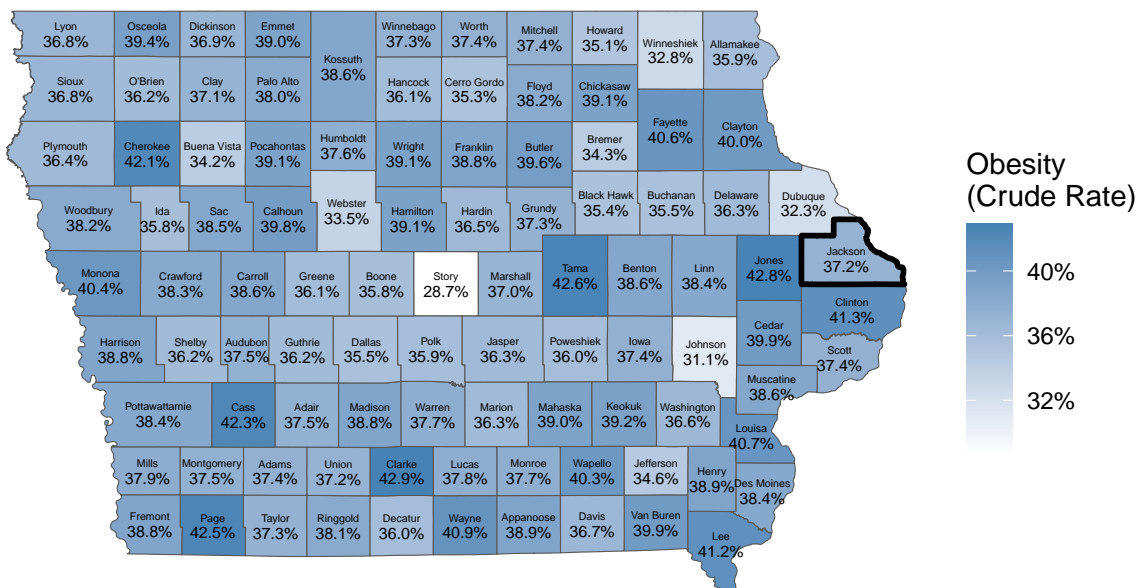 Lyon
36.8%
Osceola
39.4%
Dickinson
36.9%
Emmet
39.0%
Kossuth
38.6%
Winnebago
37.3%
Worth
37.4%
Mitchell
37.4%
Howard
35.1%
Winneshiek
32.8%
Allamakee
35.9%
Sioux
36.8%
O'Brien
36.2%
Clay
37.1%
Palo Alto
38.0%
Hancock
36.1%
Cerro Gordo
35.3%
Floyd
38.2%
Chickasaw
39.1%
Fayette
40.6%
Clayton
40.0%
Plymouth
36.4%
Cherokee
42.1%
Buena Vista
34.2%
Pocahontas
39.1%
Humboldt
37.6%
Wright
39.1%
Franklin
38.8%
Butler
39.6%
Bremer
34.3%
Woodbury
38.2%
Ida
35.8%
Sac
38.5%
Calhoun
39.8%
Webster
33.5%
Hamilton
39.1%
Hardin
36.5%
Grundy
37.3%
Black Hawk
35.4%
Buchanan
35.5%
Delaware
36.3%
Dubuque
32.3%
Jackson
37.2%
Monona
40.4%
Crawford
38.3%
Carroll
38.6%
Greene
36.1%
Boone
35.8%
Story
28.7%
Marshall
37.0%
Tama
42.6%
Benton
38.6%
Linn
38.4%
Jones
42.8%
Clinton
41.3%
Harrison
38.8%
Shelby
36.2%
Audubon
37.5%
Guthrie
36.2%
Dallas
35.5%
Polk
35.9%
Jasper
36.3%
Poweshiek
36.0%
Iowa
37.4%
Johnson
31.1%
Cedar
39.9%
Scott
37.4%
Muscatine
38.6%
Pottawattamie
38.4%
Cass
42.3%
Adair
37.5%
Madison
38.8%
Warren
37.7%
Marion
36.3%
Mahaska
39.0%
Keokuk
39.2%
Washington
36.6%
Louisa
40.7%
Mills
37.9%
Montgomery
37.5%
Adams
37.4%
Union
37.2%
Clarke
42.9%
Lucas
37.8%
Monroe
37.7%
Wapello
40.3%
Jefferson
34.6%
Henry
38.9%
Des Moines
38.4%
Fremont
38.8%
Page
42.5%
Taylor
37.3%
Ringgold
38.1%
Decatur
36.0%
Wayne
40.9%
Appanoose
38.9%
Davis
36.7%
Van Buren
39.9%
Lee
41.2%
Obesity
(Crude Rate)
40%
36%
32%